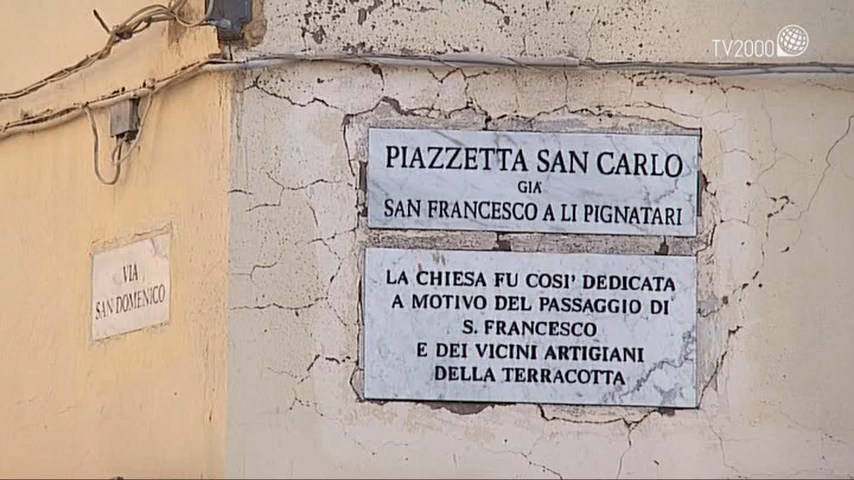 TV2000
PIAZZETTA SAN CARLO
GIA'
SAN FRANCESCO A LI PIGNATARI
LA CHIESA FU COSI' DEDICATA
A MOTIVO DEL PASSAGGIO DI
S. FRANCESCO
E DEI VICINI ARTIGIANI
DELLA TERRACOTTA
VIA
SAN DOMENICO